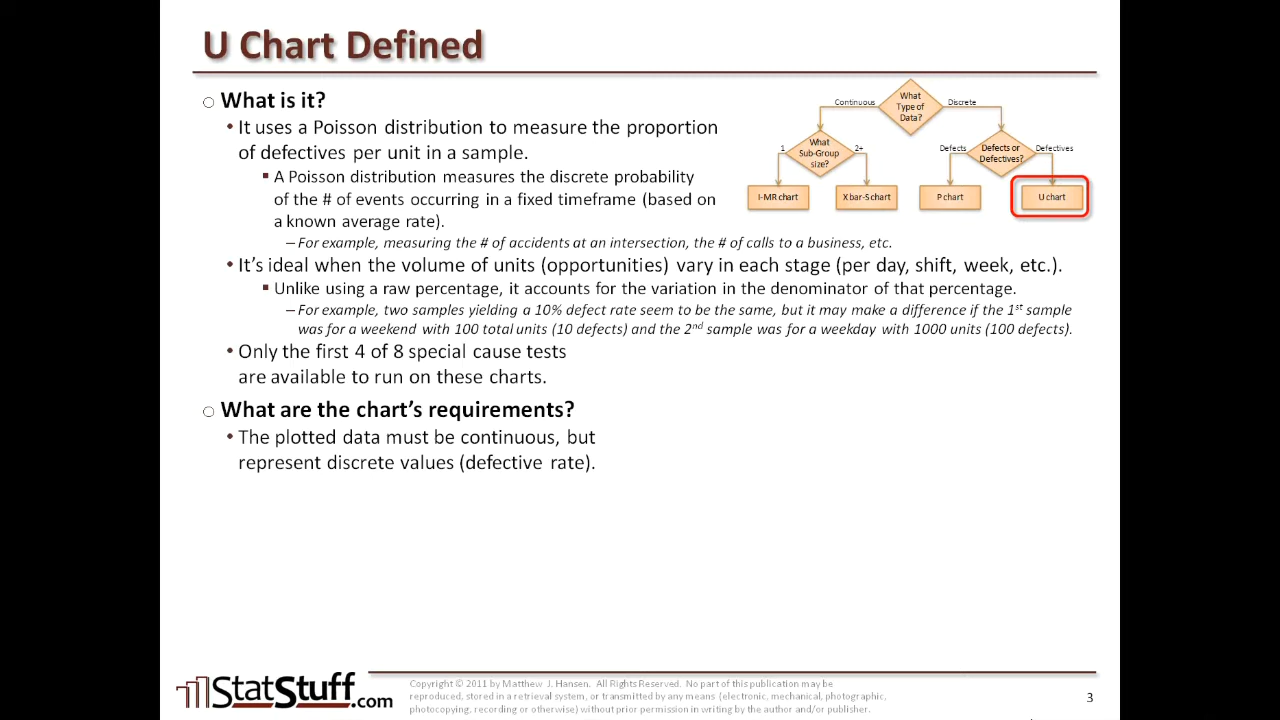 U Chart Defined
What is it?
It uses a Poisson distribution to measure the proportion
of defectives per unit in a sample.
A Poisson distribution measures the discrete probability
of the # of events occurring in a fixed timeframe (based on
a known average rate).
– For example, measuring the # of accidents at an intersection, the # of calls to a business, etc.
It’s ideal when the volume of units (opportunities) vary in each stage (per day, shift, week, etc.).
Unlike using a raw percentage, it accounts for the variation in the denominator of that percentage.
– For example, two samples yielding a 10% defect rate seem to be the same, but it may make a difference if the 1st sample
was for a weekend with 100 total units (10 defects) and the 2nd sample was for a weekday with 1000 units (100 defects).
Only the first 4 of 8 special cause tests
are available to run on these charts.
What are the chart’s requirements?
The plotted data must be continuous, but
represent discrete values (defective rate).
What
Type of
Data?
Continuous
Discrete
What
Sub-Group
size?
1
2+
Defects or
Defectives?
Defects
Defectives
I-MR chart
X bar-S chart
P chart
U chart
StatStuff.com
Copyright © 2011 by Matthew J. Hansen. All Rights Reserved. No part of this publication may be
reproduced, stored in a retrieval system, or transmitted by any means (electronic, mechanical, photographic,
photocopying, recording or otherwise) without prior permission in writing by the author and/or publisher.
3